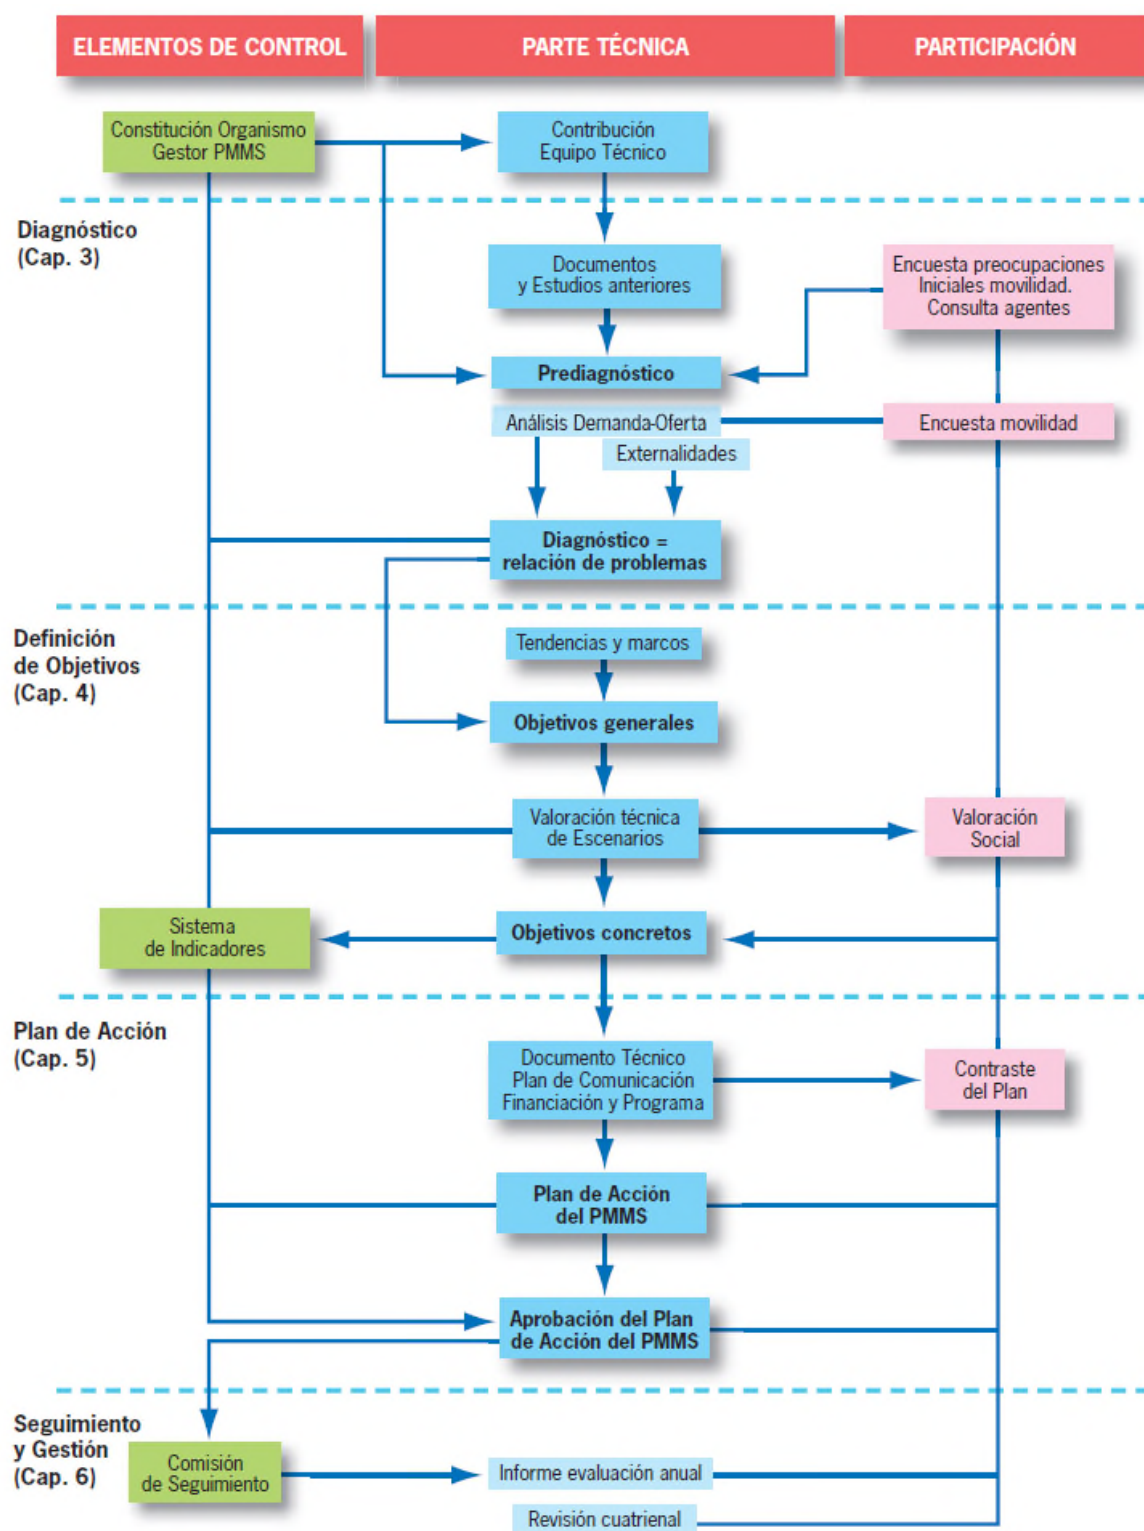 ELEMENTOS DE CONTROL
PARTE TÉCNICA
PARTICIPACIÓN
Constitución Organismo
Gestor PMMS
Contribución
Equipo Técnico
Diagnóstico
(Cap. 3)
Documentos
y Estudios anteriores
Encuesta preocupaciones
Iniciales movilidad.
Consulta agentes
Prediagnóstico
Análisis Demanda-Oferta
Encuesta movilidad
Externalidades
Diagnóstico =
relación de problemas
Definición
de Objetivos
(Cap. 4)
Tendencias y marcos
Objetivos generales
Valoración técnica
de Escenarios
Valoración
Social
Sistema
de Indicadores
Objetivos concretos
Plan de Acción
(Cap. 5)
Documento Técnico
Plan de Comunicación
Financiación y Programa
Contraste
del Plan
Plan de Acción
del PMMS
Aprobación del Plan
de Acción del PMMS
Seguimiento
y Gestión
(Cap. 6)
Comisión
de Seguimiento
Informe evaluación anual
Revisión cuatrienal